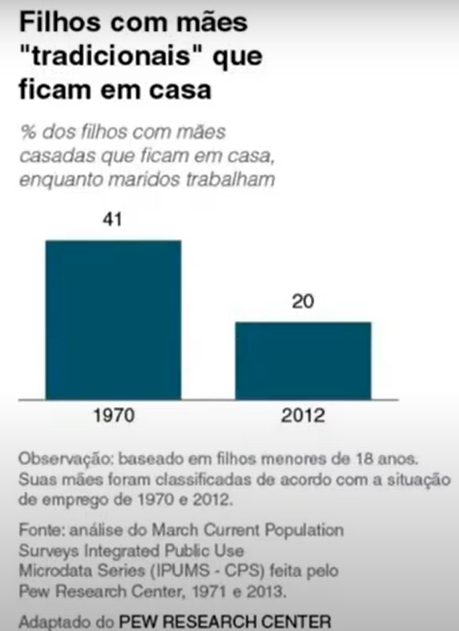 Filhos com mães
"tradicionais" que
ficam em casa
% dos filhos com mães
casadas que ficam em casa,
enquanto maridos trabalham
41
20
1970
2012
Observação: baseado em filhos menores de 18 anos.
Suas mães foram classificadas de acordo com a situação
de emprego de 1970 e 2012.
Fonte: análise do March Current Population
Surveys Integrated Public Use
Microdata Series (IPUMS - CPS) feita pelo
Pew Research Center, 1971 e 2013.
Adaptado do PEW RESEARCH CENTER